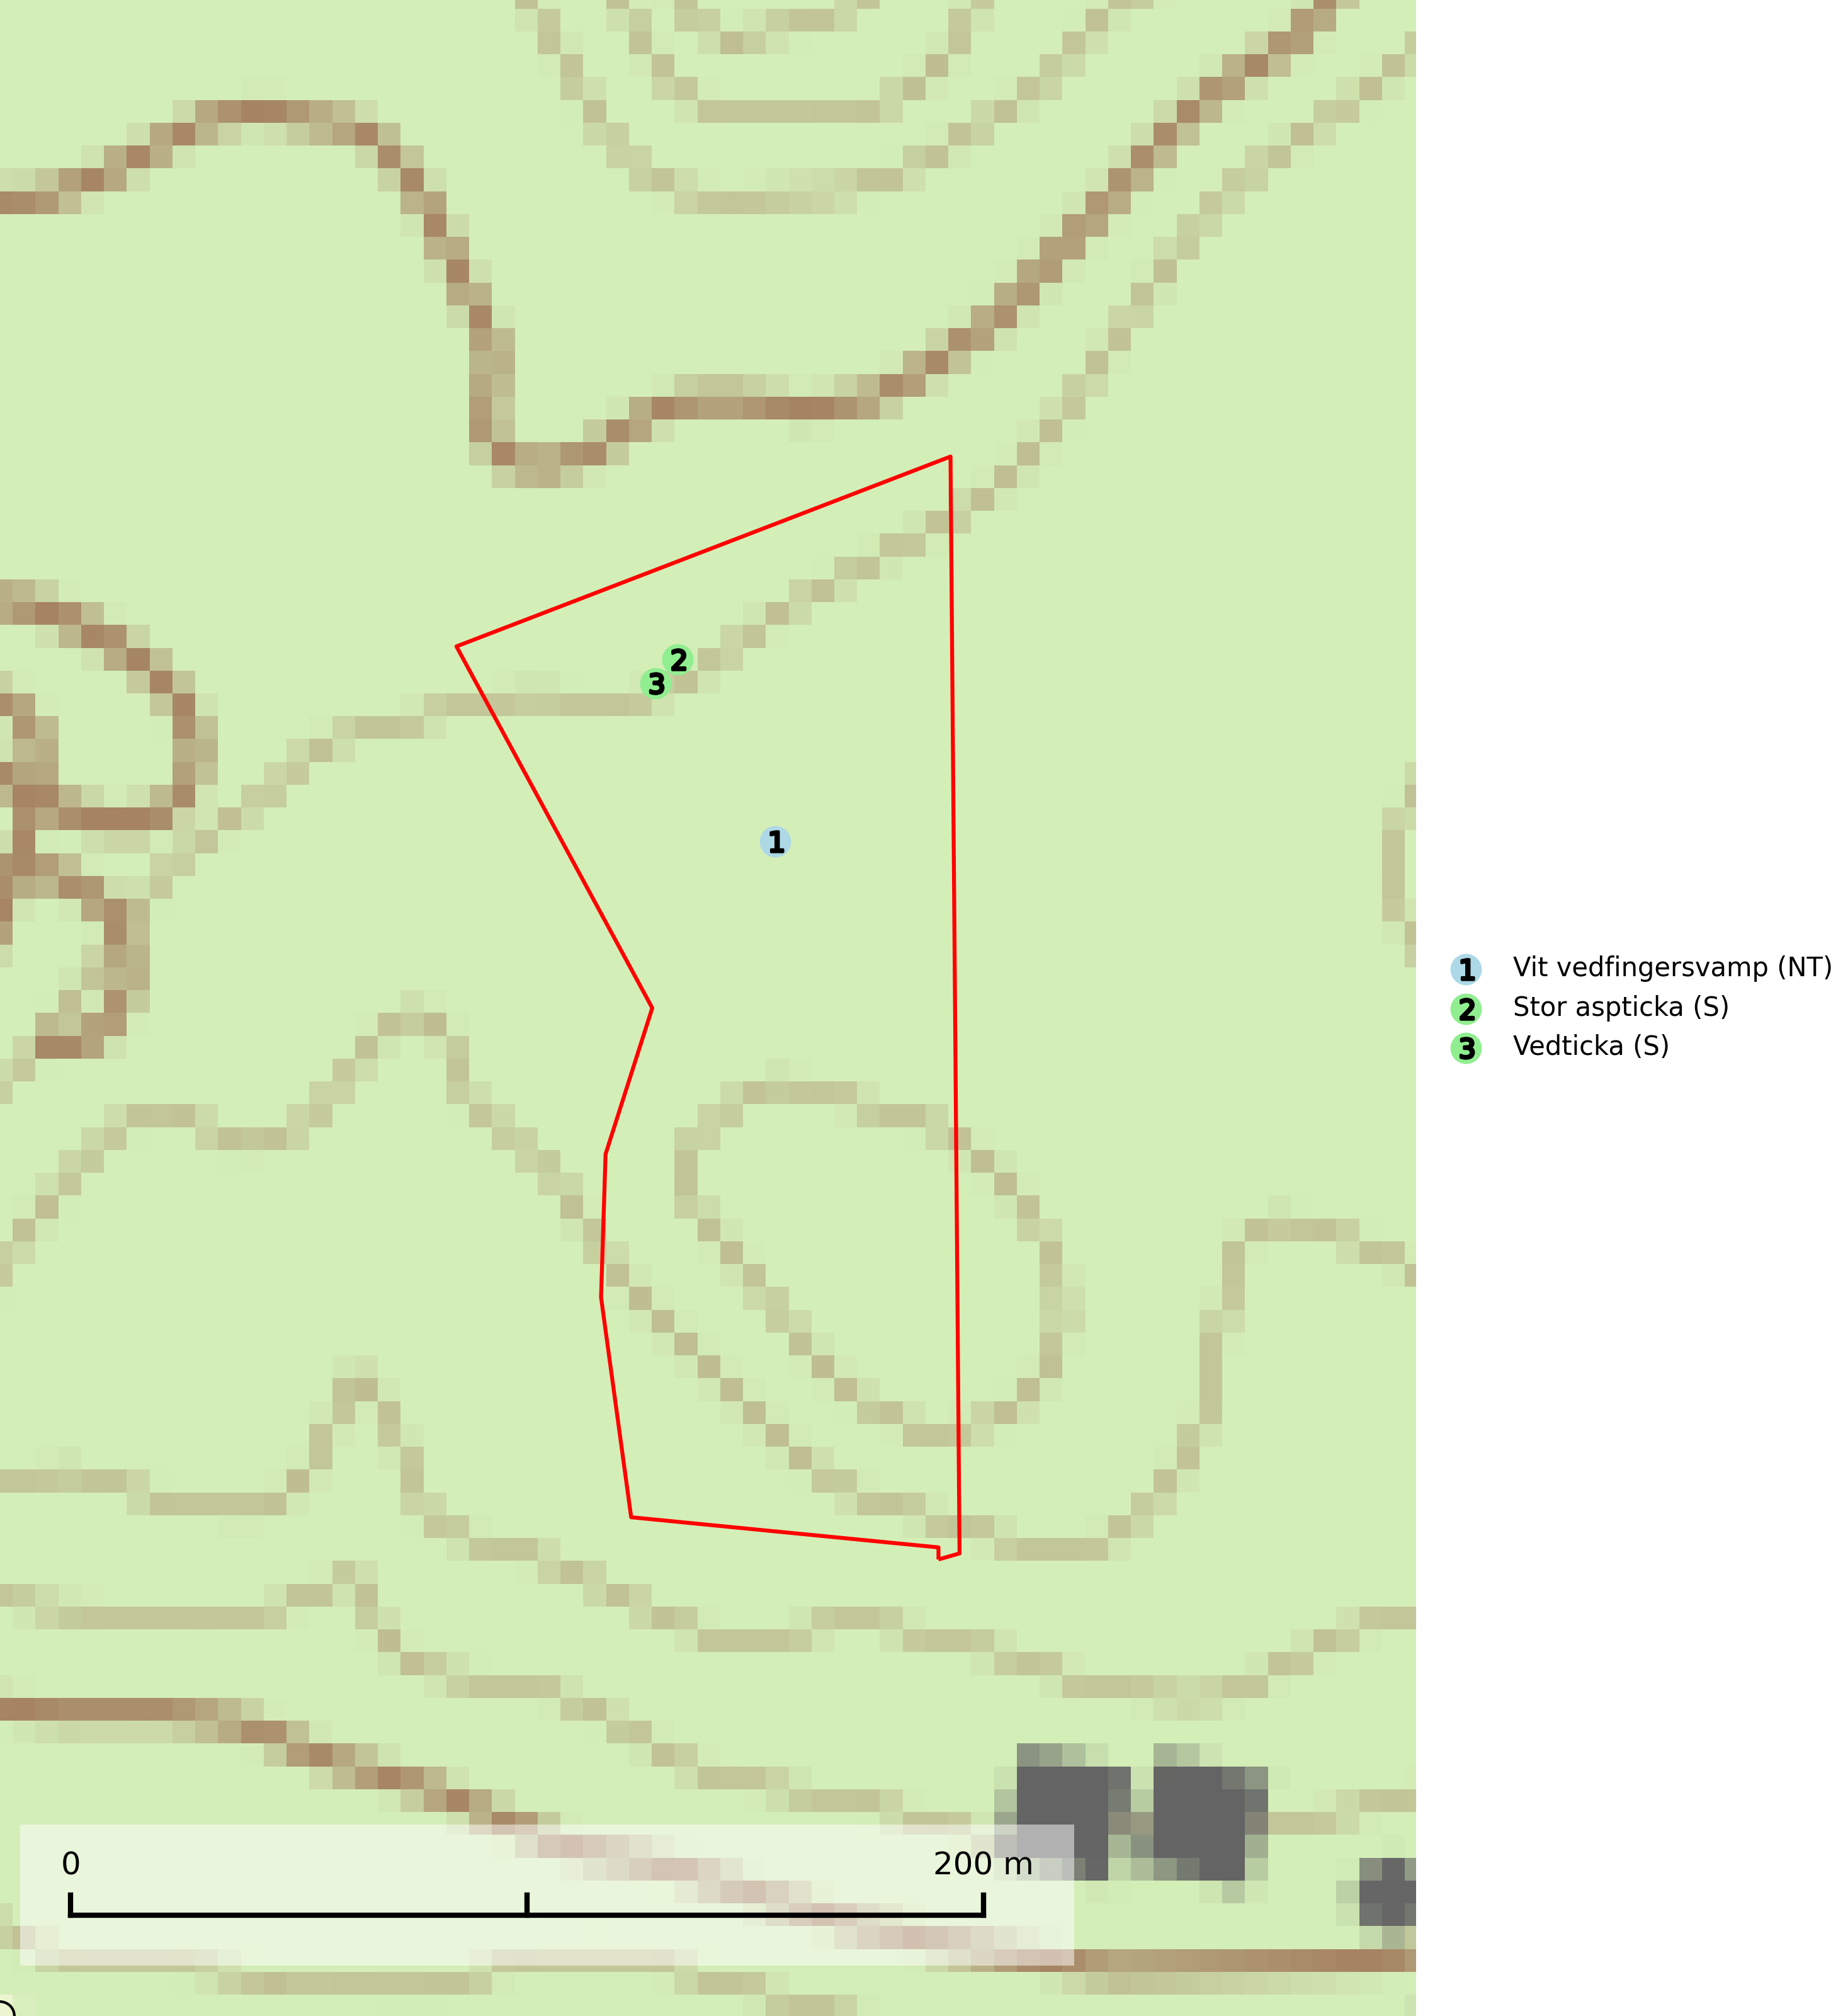 2
3
1
1 Vit vedfingersvamp (NT)
2 Stor aspticka (S)
3 Vedticka (S)
0 200 m